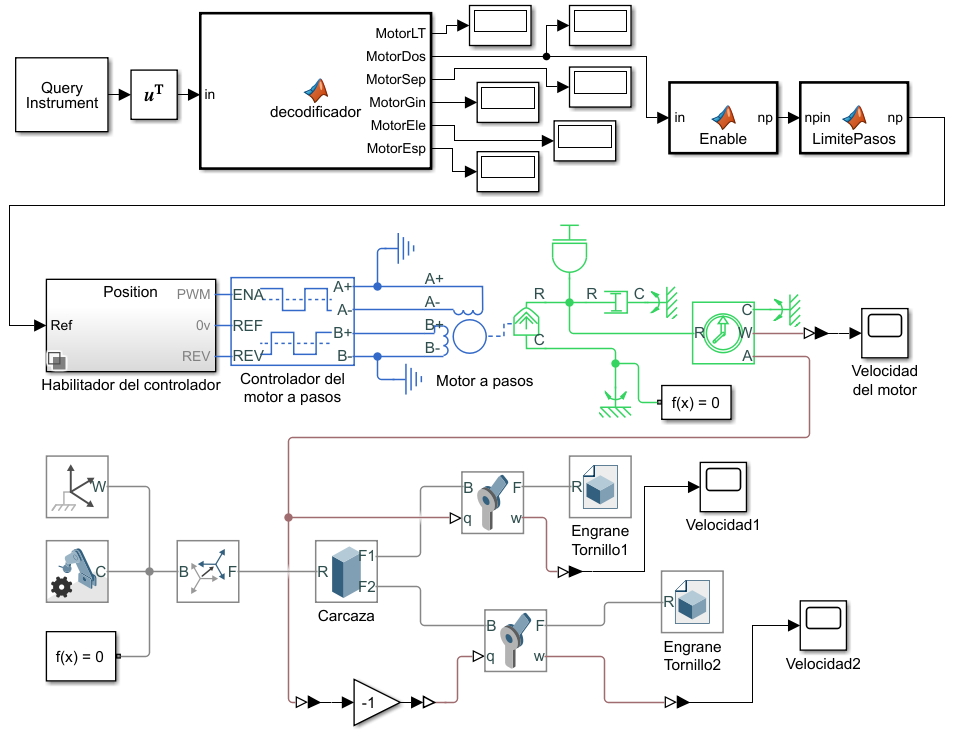 Query
Instrument
uT
in
decodificador
MotorLT
MotorDos
MotorSep
MotorGin
MotorEle
MotorEsp
in
Enable
np
npin
LimitePasos
np
Position
Ref
PWM
0v
REV
Habilitador del controlador
ENA
REF
REV
A+
A-
B+
B-
Controlador del
motor a pasos
A+
A-
B+
B-
Motor a pasos
R
C
R
C
f(x) = 0
R
C
W
A
Velocidad
del motor
W
C
f(x) = 0
B
F
R
F1
F2
Carcaza
B
q
F
w
R
Engrane
Tornillo1
Velocidad1
B
q
F
w
R
Engrane
Tornillo2
Velocidad2
-1